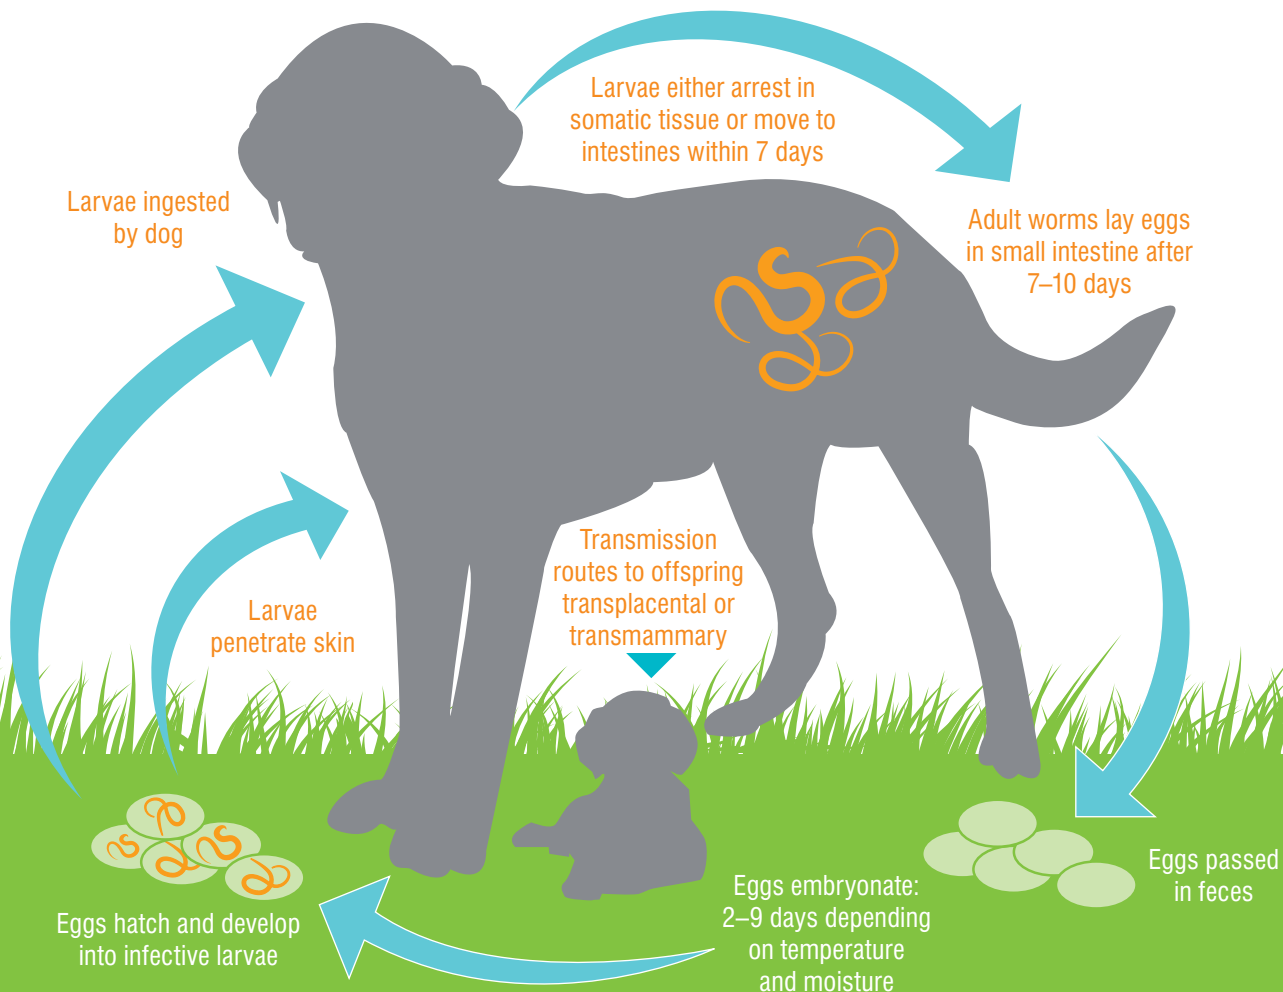 Larvae either arrest in
somatic tissue or move to
intestines within 7 days
Larvae ingested
by dog
Adult worms lay eggs
in small intestine after
7–10 days
Transmission
routes to offspring
transplacental or
transmammary
Larvae
penetrate skin
Eggs passed
in feces
Eggs embryonate:
2–9 days depending
on temperature
and moisture
Eggs hatch and develop
into infective larvae